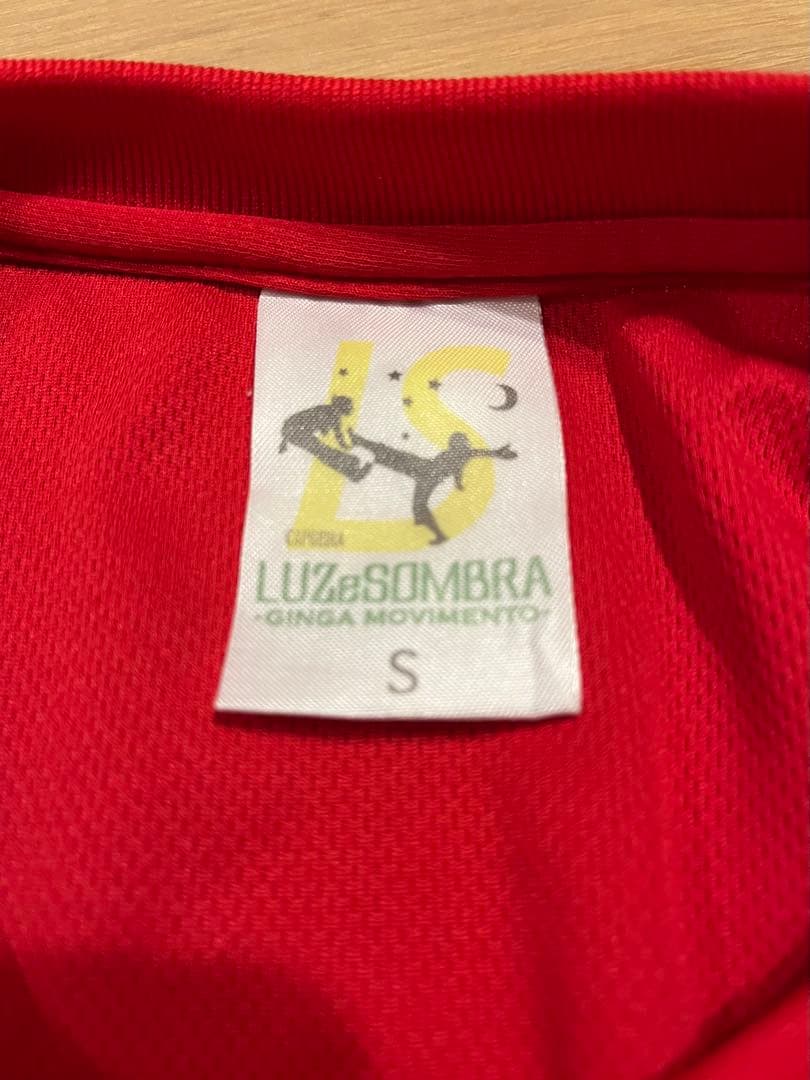 LS
CAPOEIRA
LUZeSOMBRA
-GINGA MOVIMENTO-
S